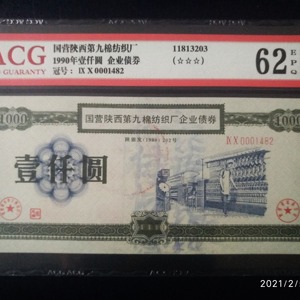 ACG
GUARANTY
国营陕西第九棉纺织厂
1990年壹仟圆 企业债券
冠号: IX X 0001482
11813203
(☆☆☆)
62
EPQ
1000
1000
国营陕西第九棉纺织厂企业债券
IX X 0001482
壹仟圆
2021/2